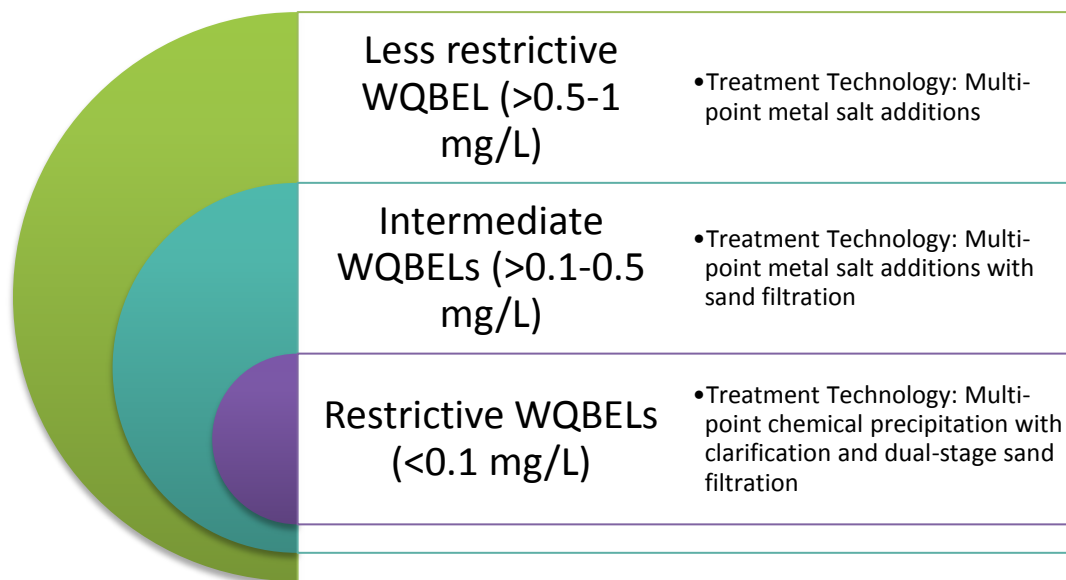 Less restrictive
WQBEL (>0.5-1
mg/L)
•Treatment Technology: Multi-
point metal salt additions
Intermediate
WQBELs (>0.1-0.5
mg/L)
•Treatment Technology: Multi-
point metal salt additions with
sand filtration
Restrictive WQBELs
(<0.1 mg/L)
•Treatment Technology: Multi-
point chemical precipitation with
clarification and dual-stage sand
filtration